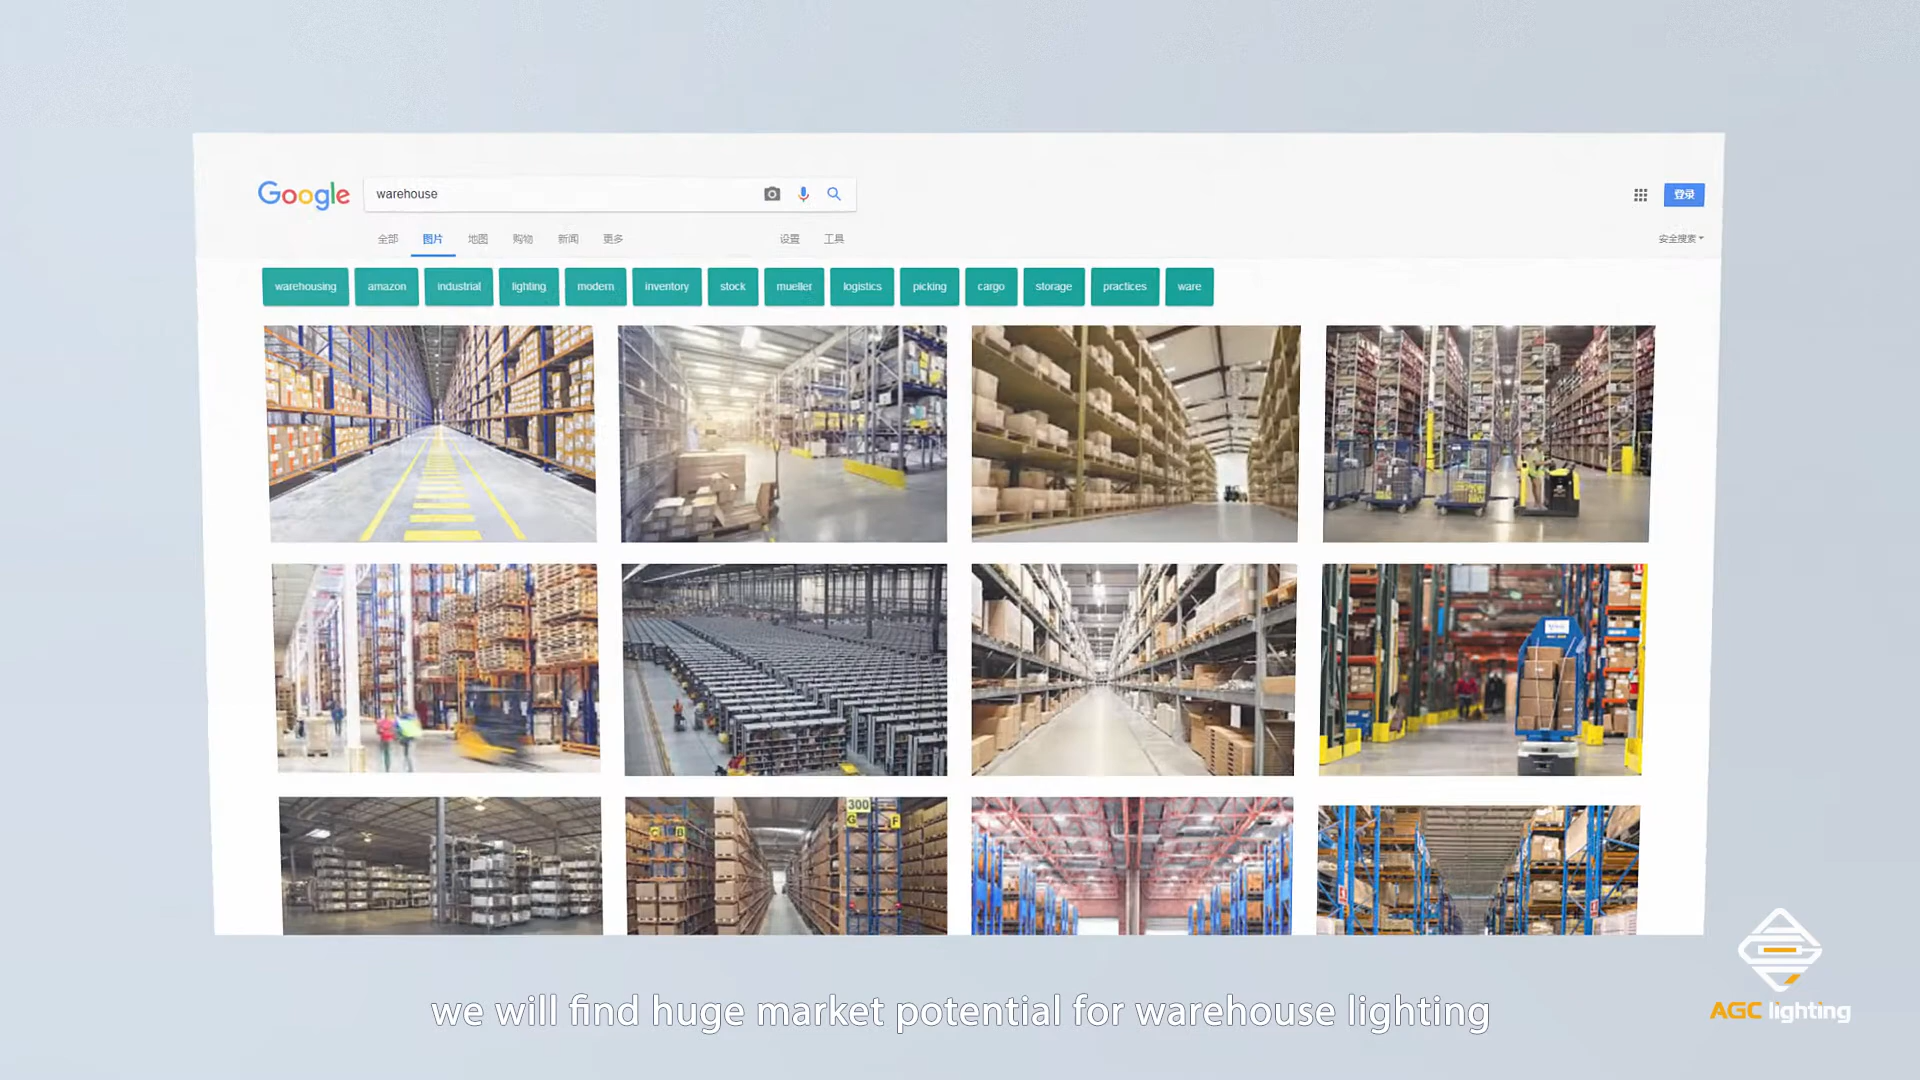 Google
warehouse
登录
全部 图片 地图 购物 新闻 更多 设置 工具
安全搜索
warehousing amazon industrial lighting modern inventory stock mueller logistics picking cargo storage practices ware
300
G F
C B
we will find huge market potential for warehouse lighting
AGC lighting